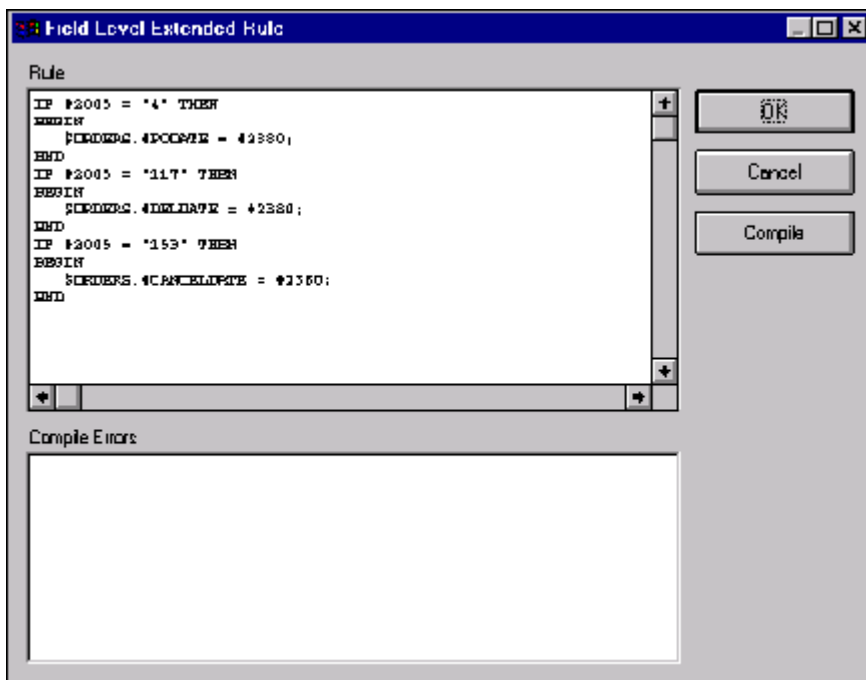 Field Level Extended Rule
Rule
IF #2005 = "4" THEN
BEGIN
$ORDERS.#PODATE = #2380;
END
IF #2005 = "117" THEN
BEGIN
$ORDERS.#DELDATE = #2380;
END
IF #2005 = "153" THEN
BEGIN
$ORDERS.#CANCELDATE = #2380;
END
OK
Cancel
Compile
Compile Errors